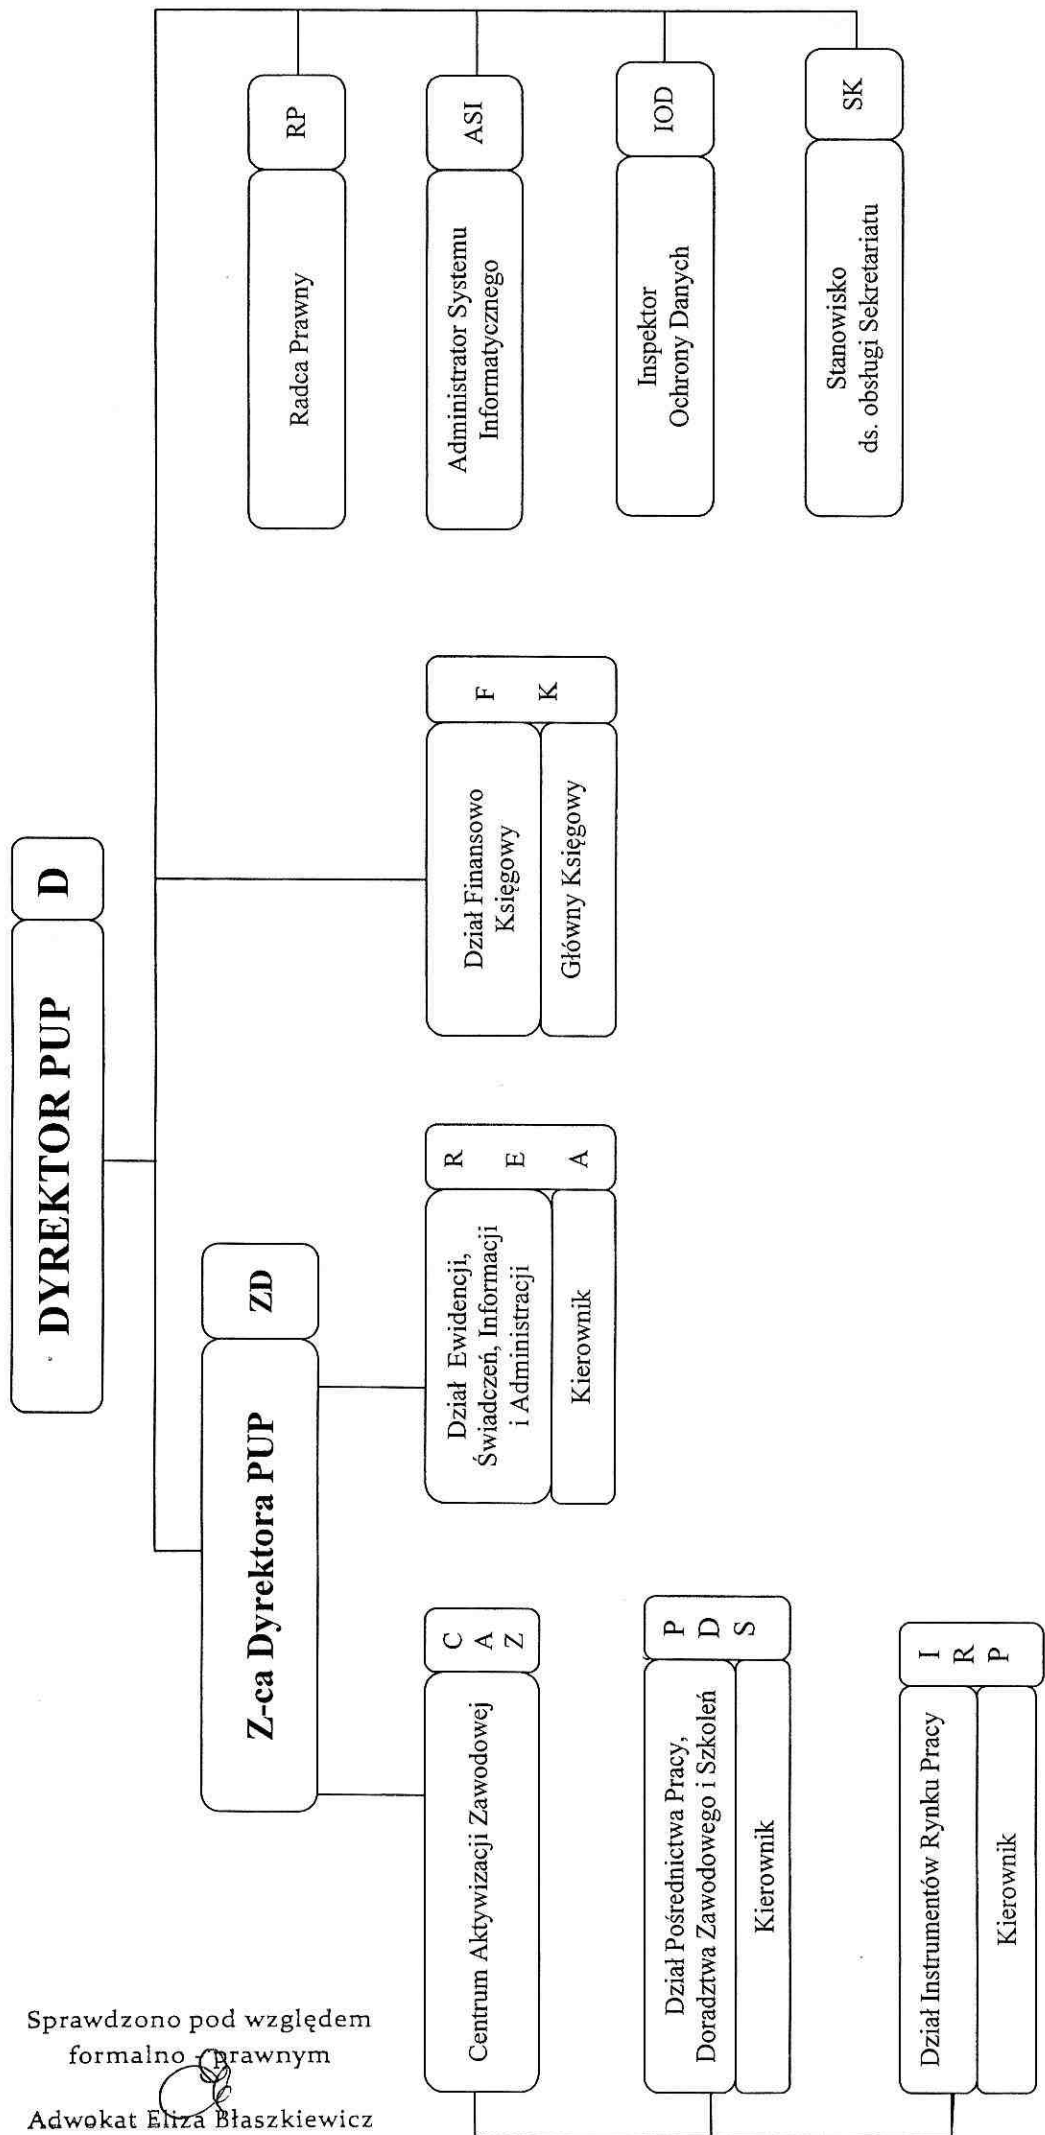 DYREKTOR PUP
D
Z-ca Dyrektora PUP
ZD
Centrum Aktywizacji Zawodowej
C
A
Z
Dział Pośrednictwa Pracy,
Doradztwa Zawodowego i Szkoleń
Kierownik
P
D
S
Dział Instrumentów Rynku Pracy
Kierownik
I
R
P
Dział Ewidencji,
Świadczeń, Informacji
i Administracji
Kierownik
R
E
A
Dział Finansowo
Księgowy
Główny Księgowy
F
K
Radca Prawny
RP
Administrator Systemu
Informatycznego
ASI
Inspektor
Ochrony Danych
IOD
Stanowisko
ds. obsługi Sekretariatu
SK
Sprawdzono pod względem
formalno - prawnym
Adwokat Eliza Błaszkiewicz